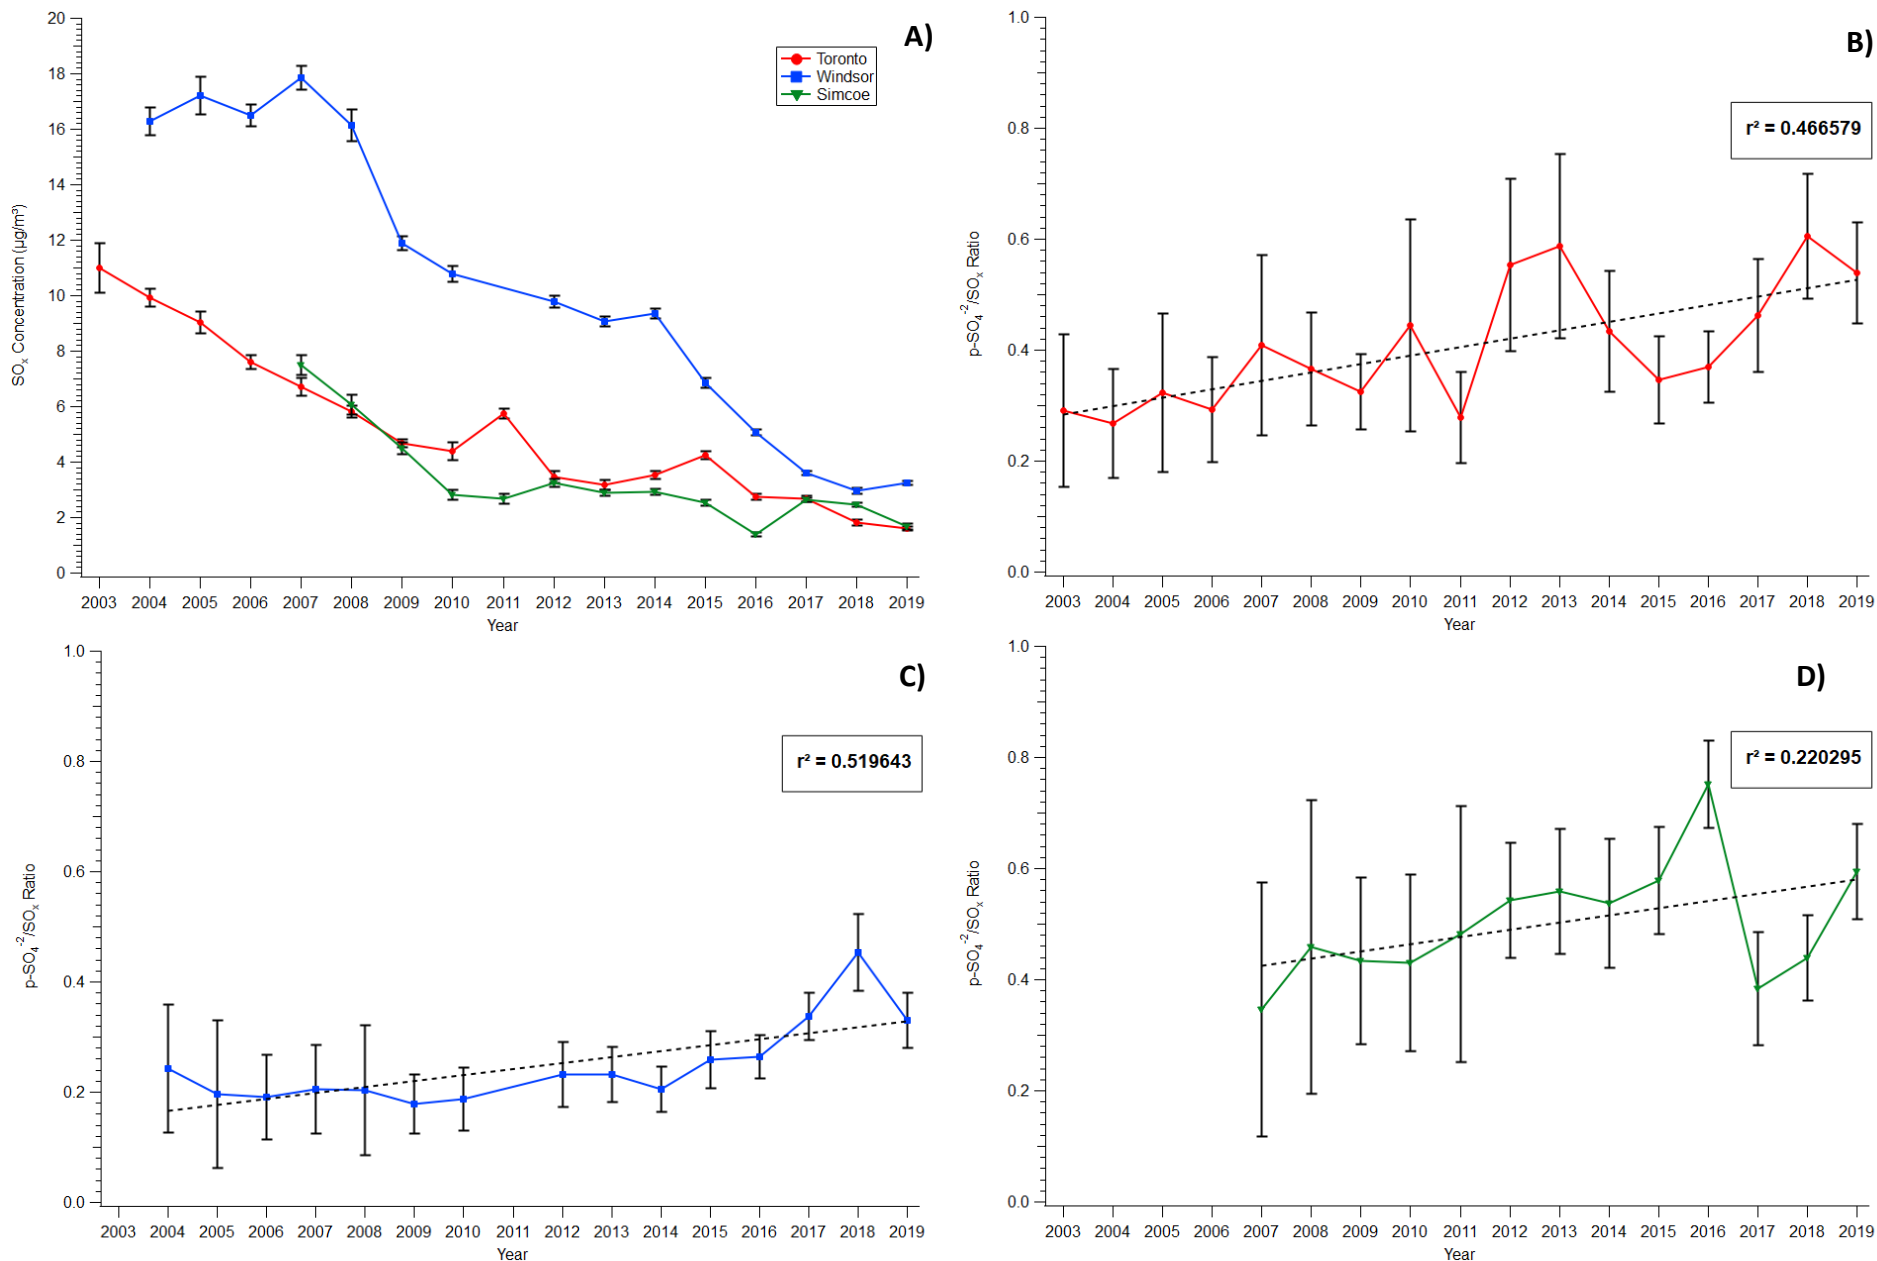 A)
Toronto
Windsor
Simcoe
SOₓ Concentration (µg/m³)
20
18
16
14
12
10
8
6
4
2
0
2003 2004 2005 2006 2007 2008 2009 2010 2011 2012 2013 2014 2015 2016 2017 2018 2019
Year
B)
r² = 0.466579
p-SO₄⁻²/SOₓ Ratio
1.0
0.8
0.6
0.4
0.2
0.0
2003 2004 2005 2006 2007 2008 2009 2010 2011 2012 2013 2014 2015 2016 2017 2018 2019
Year
C)
r² = 0.519643
p-SO₄⁻²/SOₓ Ratio
1.0
0.8
0.6
0.4
0.2
0.0
2003 2004 2005 2006 2007 2008 2009 2010 2011 2012 2013 2014 2015 2016 2017 2018 2019
Year
D)
r² = 0.220295
p-SO₄⁻²/SOₓ Ratio
1.0
0.8
0.6
0.4
0.2
0.0
2003 2004 2005 2006 2007 2008 2009 2010 2011 2012 2013 2014 2015 2016 2017 2018 2019
Year